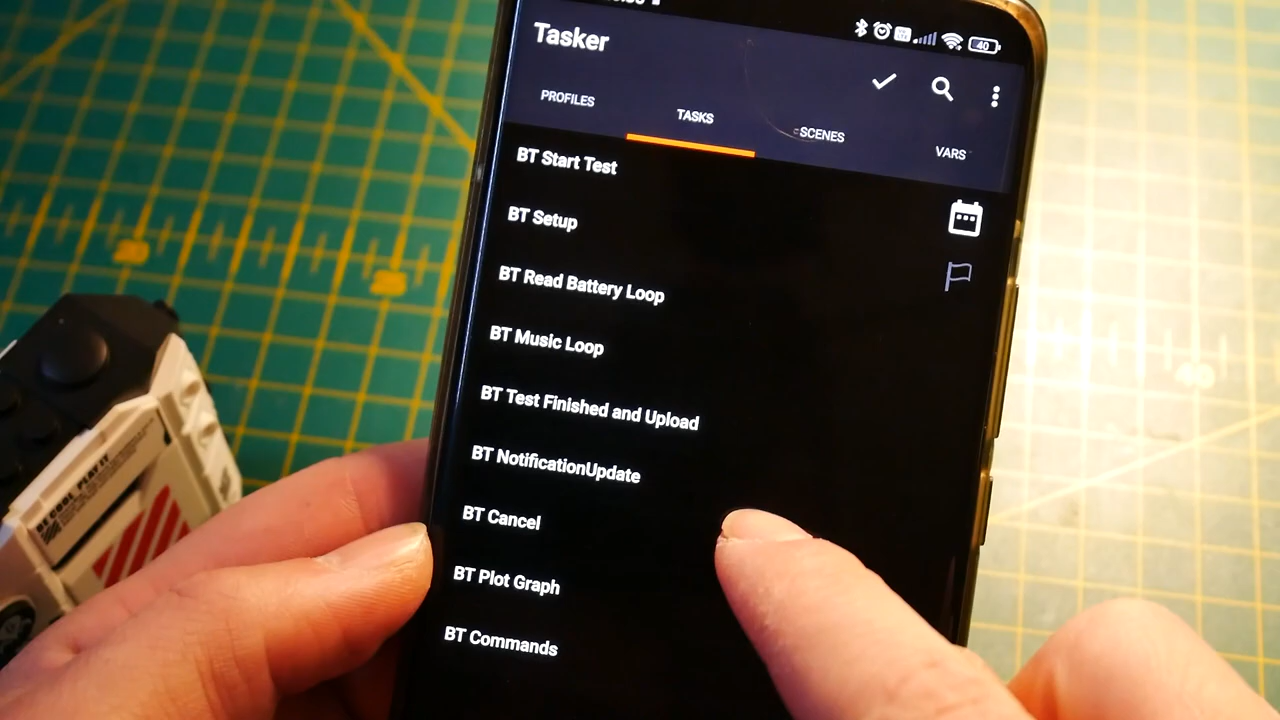 40
Tasker
PROFILES
TASKS
SCENES
VARS
BT Start Test
BT Setup
BT Read Battery Loop
BT Music Loop
BT Test Finished and Upload
BT NotificationUpdate
BT Cancel
BT Plot Graph
BT Commands
BE COOL, PLAY IT